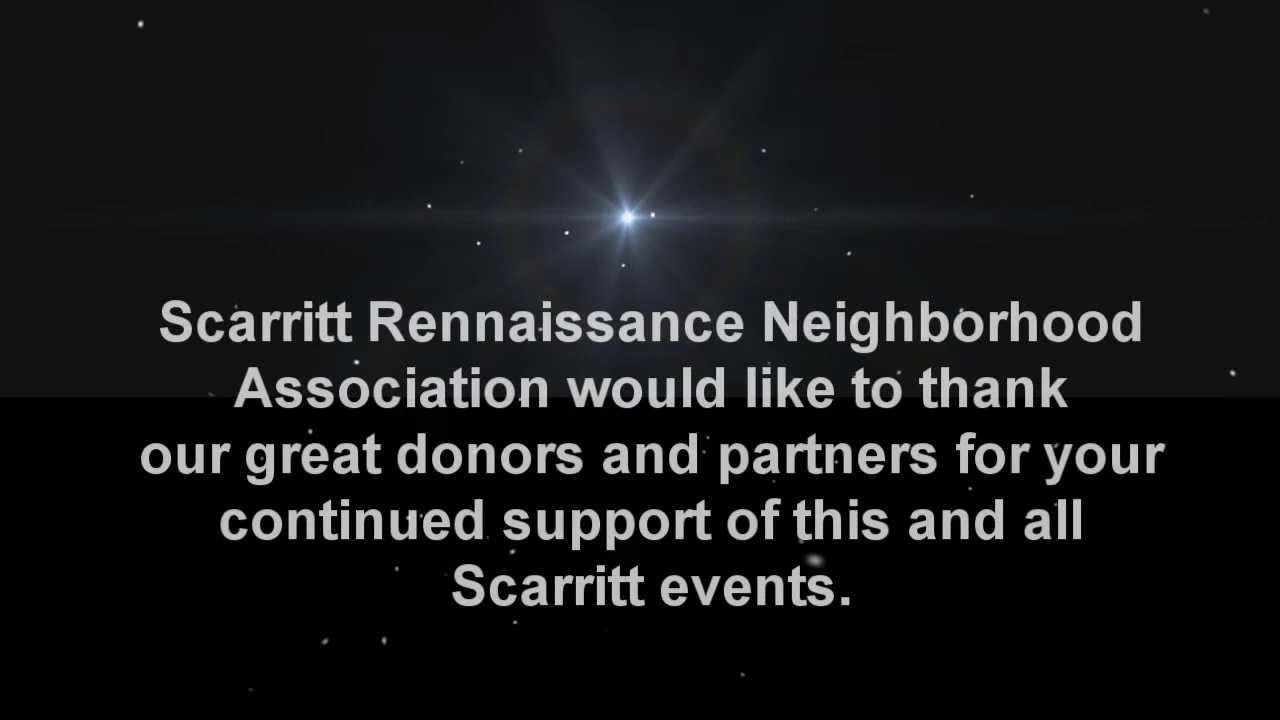 Scarritt Rennaissance Neighborhood
Association would like to thank
our great donors and partners for your
continued support of this and all
Scarritt events.